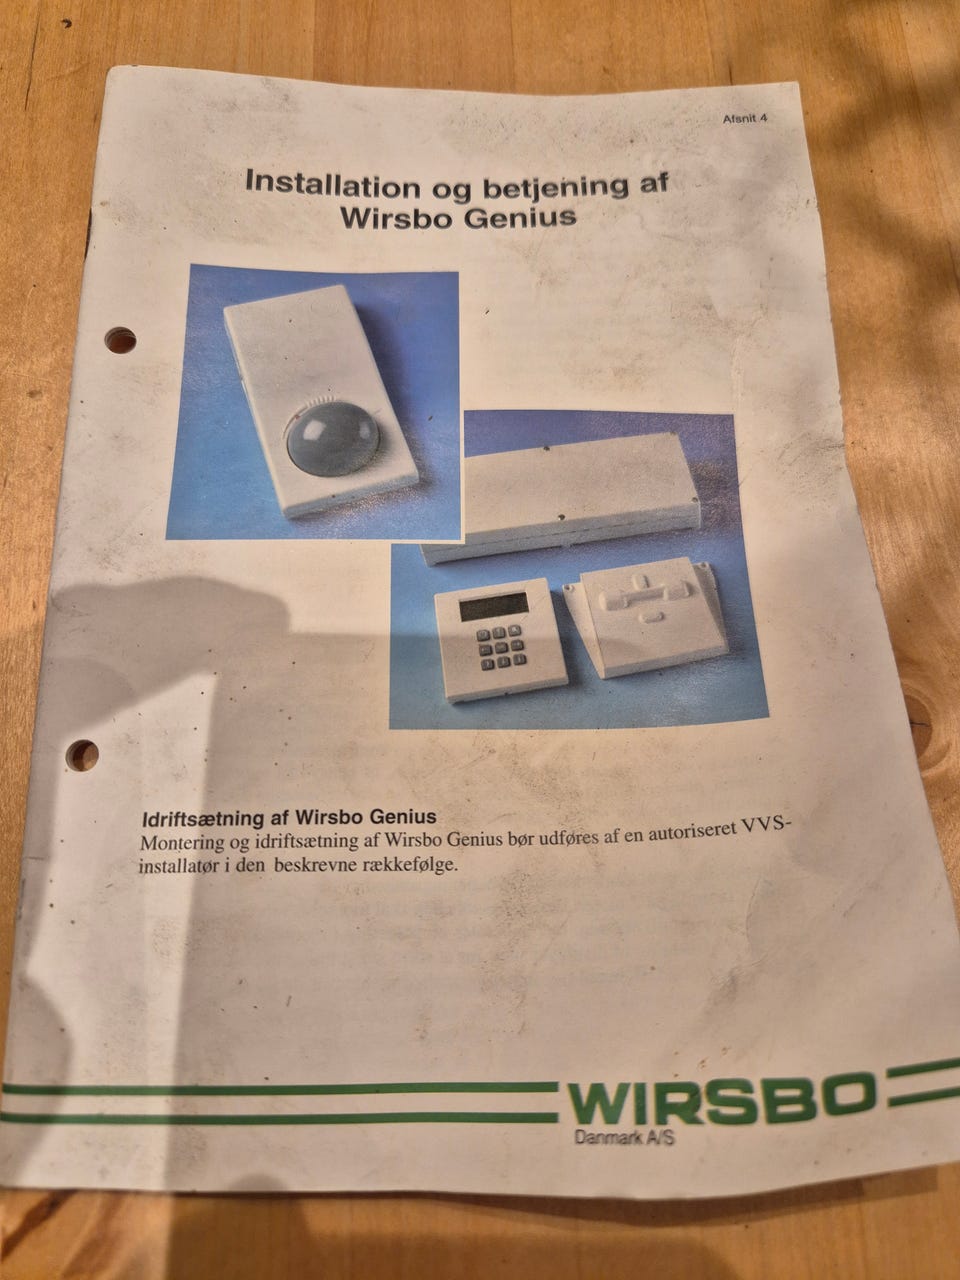 Afsnit 4
Installation og betjening af
Wirsbo Genius
Idriftsætning af Wirsbo Genius
Montering og idriftsætning af Wirsbo Genius bør udføres af en autoriseret VVS-
installatør i den beskrevne rækkefølge.
WIRSBO
Danmark A/S